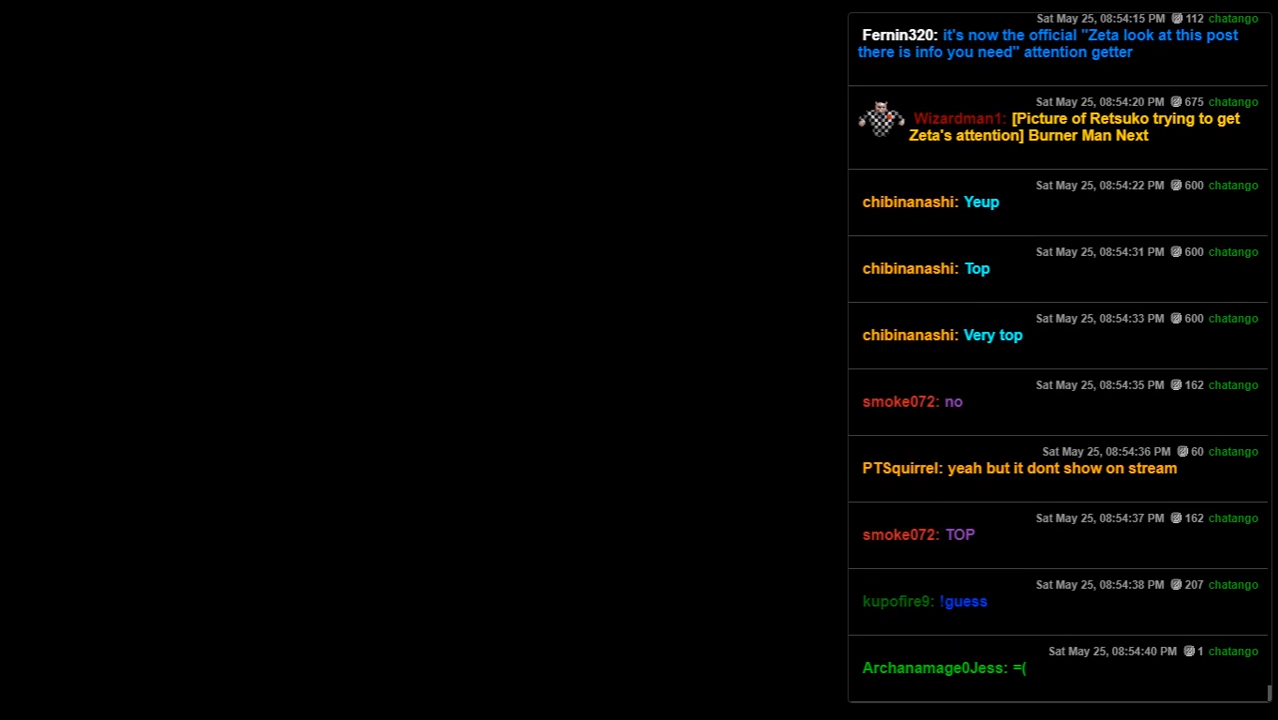 Sat May 25, 08:54:15 PM 112 chatango
Fernin320: it's now the official "Zeta look at this post
there is info you need" attention getter
Sat May 25, 08:54:20 PM 675 chatango
Wizardman1: [Picture of Retsuko trying to get
Zeta's attention] Burner Man Next
Sat May 25, 08:54:22 PM 600 chatango
chibinanashi: Yeup
Sat May 25, 08:54:31 PM 600 chatango
chibinanashi: Top
Sat May 25, 08:54:33 PM 600 chatango
chibinanashi: Very top
Sat May 25, 08:54:35 PM 162 chatango
smoke072: no
Sat May 25, 08:54:36 PM 60 chatango
PTSquirrel: yeah but it dont show on stream
Sat May 25, 08:54:37 PM 162 chatango
smoke072: TOP
Sat May 25, 08:54:38 PM 207 chatango
kupofire9: !guess
Sat May 25, 08:54:40 PM 1 chatango
Archanamage0Jess: =(